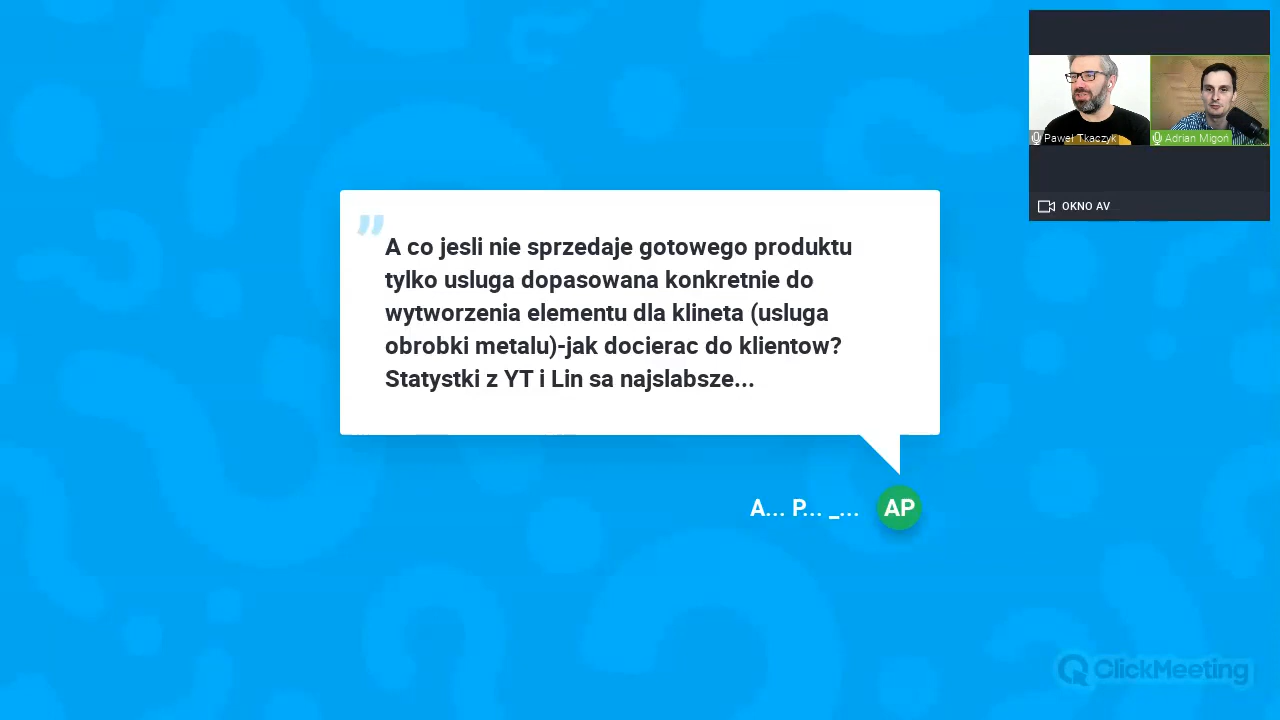 Paweł Tkaczyk
Adrian Migoń
OKNO AV
A co jesli nie sprzedaje gotowego produktu
tylko usluga dopasowana konkretnie do
wytworzenia elementu dla klineta (usluga
obrobki metalu)-jak docierac do klientow?
Statystki z YT i Lin sa najslabsze...
A... P... _...
AP
ClickMeeting